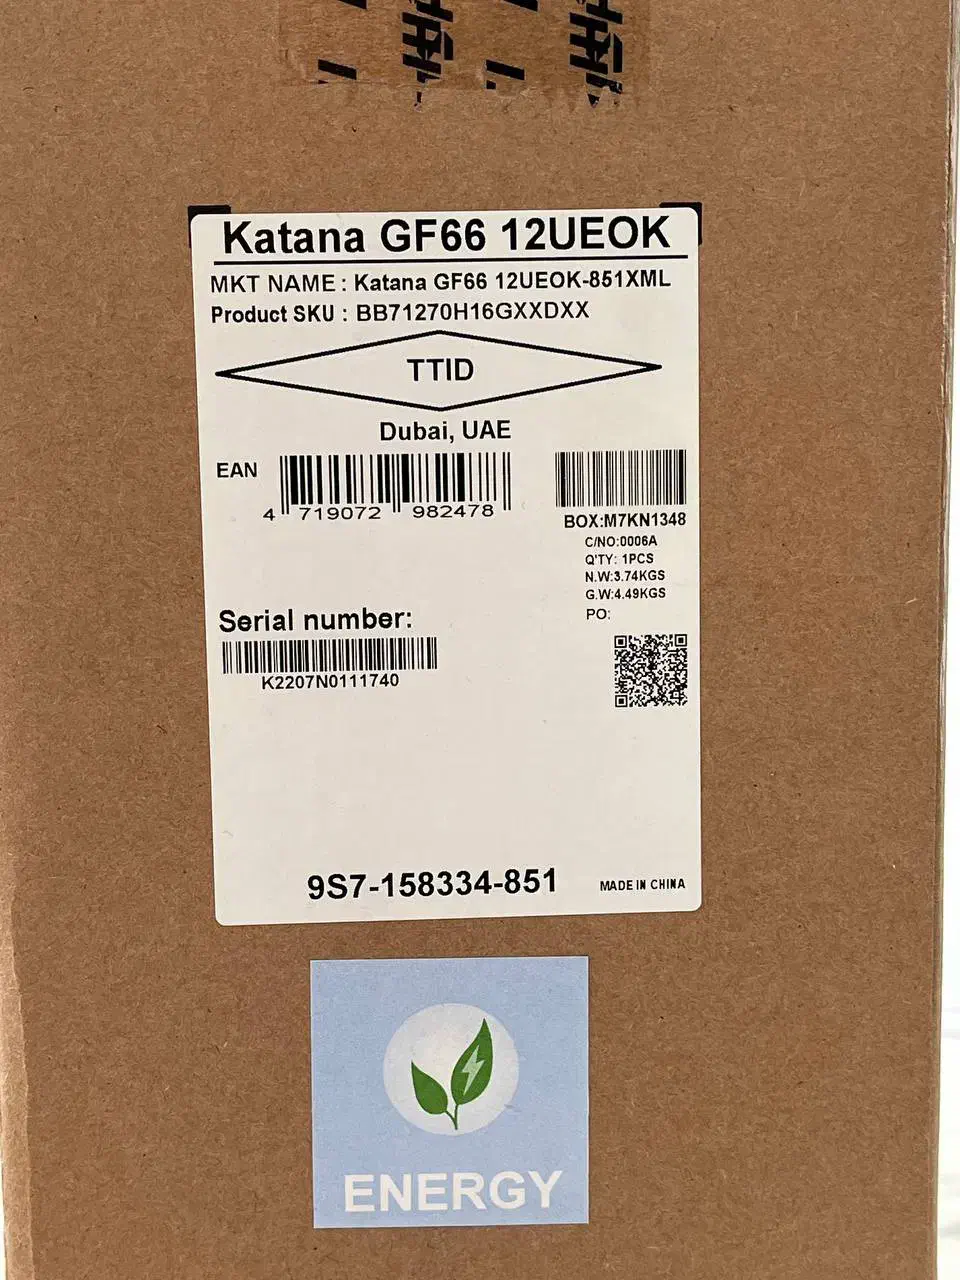 Katana GF66 12UEOK
MKT NAME : Katana GF66 12UEOK-851XML
Product SKU : BB71270H16GXXDXX
TTID
Dubai, UAE
EAN
4 719072 982478
BOX:M7KN1348
C/NO:0006A
Q'TY: 1PCS
N.W:3.74KGS
G.W:4.49KGS
PO:
Serial number:
K2207N0111740
9S7-158334-851
MADE IN CHINA
ENERGY